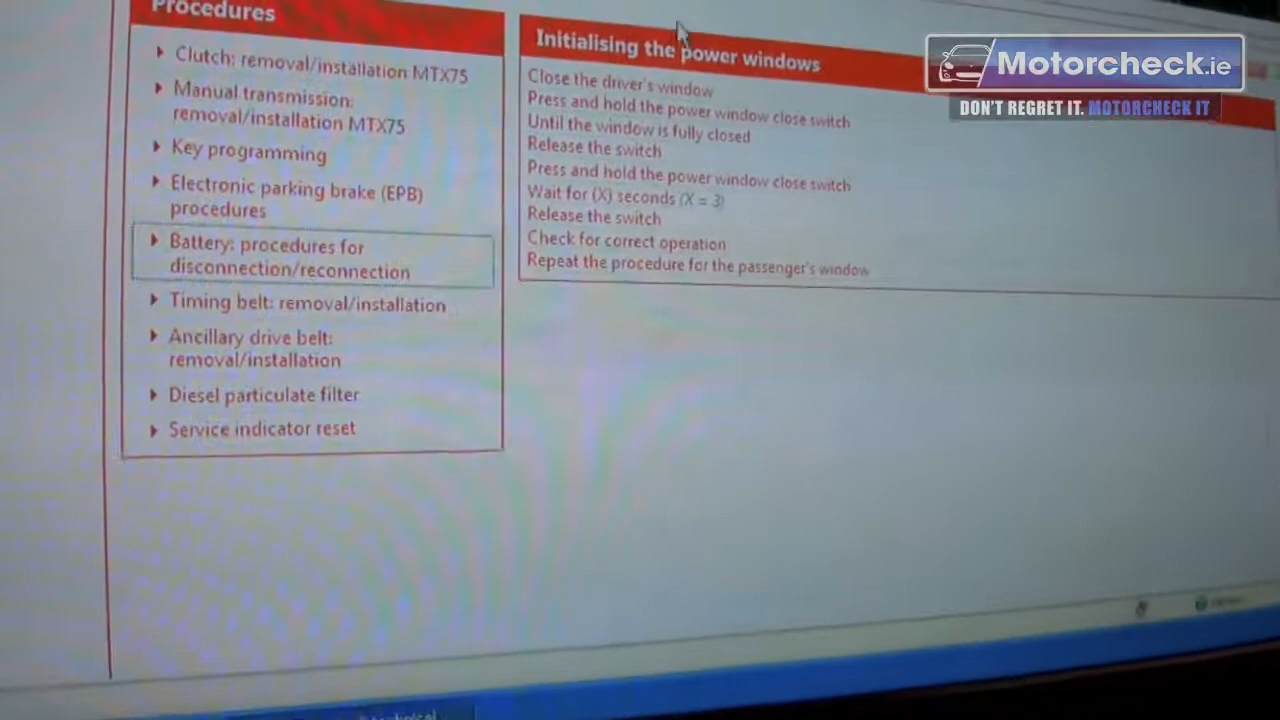 Procedures
Clutch: removal/installation MTX75
Manual transmission:
removal/installation MTX75
Key programming
Electronic parking brake (EPB)
procedures
Battery: procedures for
disconnection/reconnection
Timing belt: removal/installation
Ancillary drive belt:
removal/installation
Diesel particulate filter
Service indicator reset
Initialising the power windows
Close the driver's window
Press and hold the power window close switch
Until the window is fully closed
Release the switch
Press and hold the power window close switch
Wait for (X) seconds (X = 3)
Release the switch
Check for correct operation
Repeat the procedure for the passenger's window
Motorcheck.ie
DON'T REGRET IT. MOTORCHECK IT